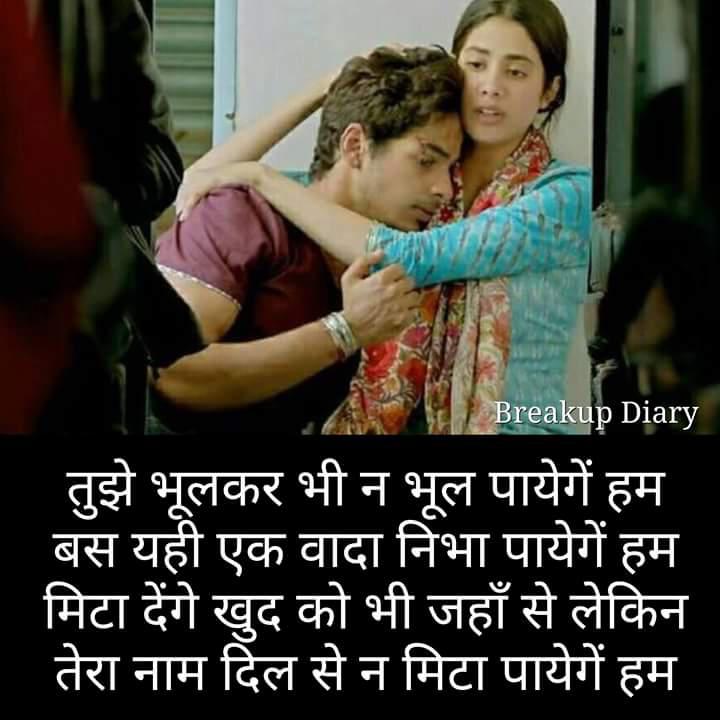 Breakup Diary
तुझे भूलकर भी न भूल पायेगें हम
बस यही एक वादा निभा पायेगें हम
मिटा देंगे खुद को भी जहाँ से लेकिन
तेरा नाम दिल से न मिटा पायेगें हम